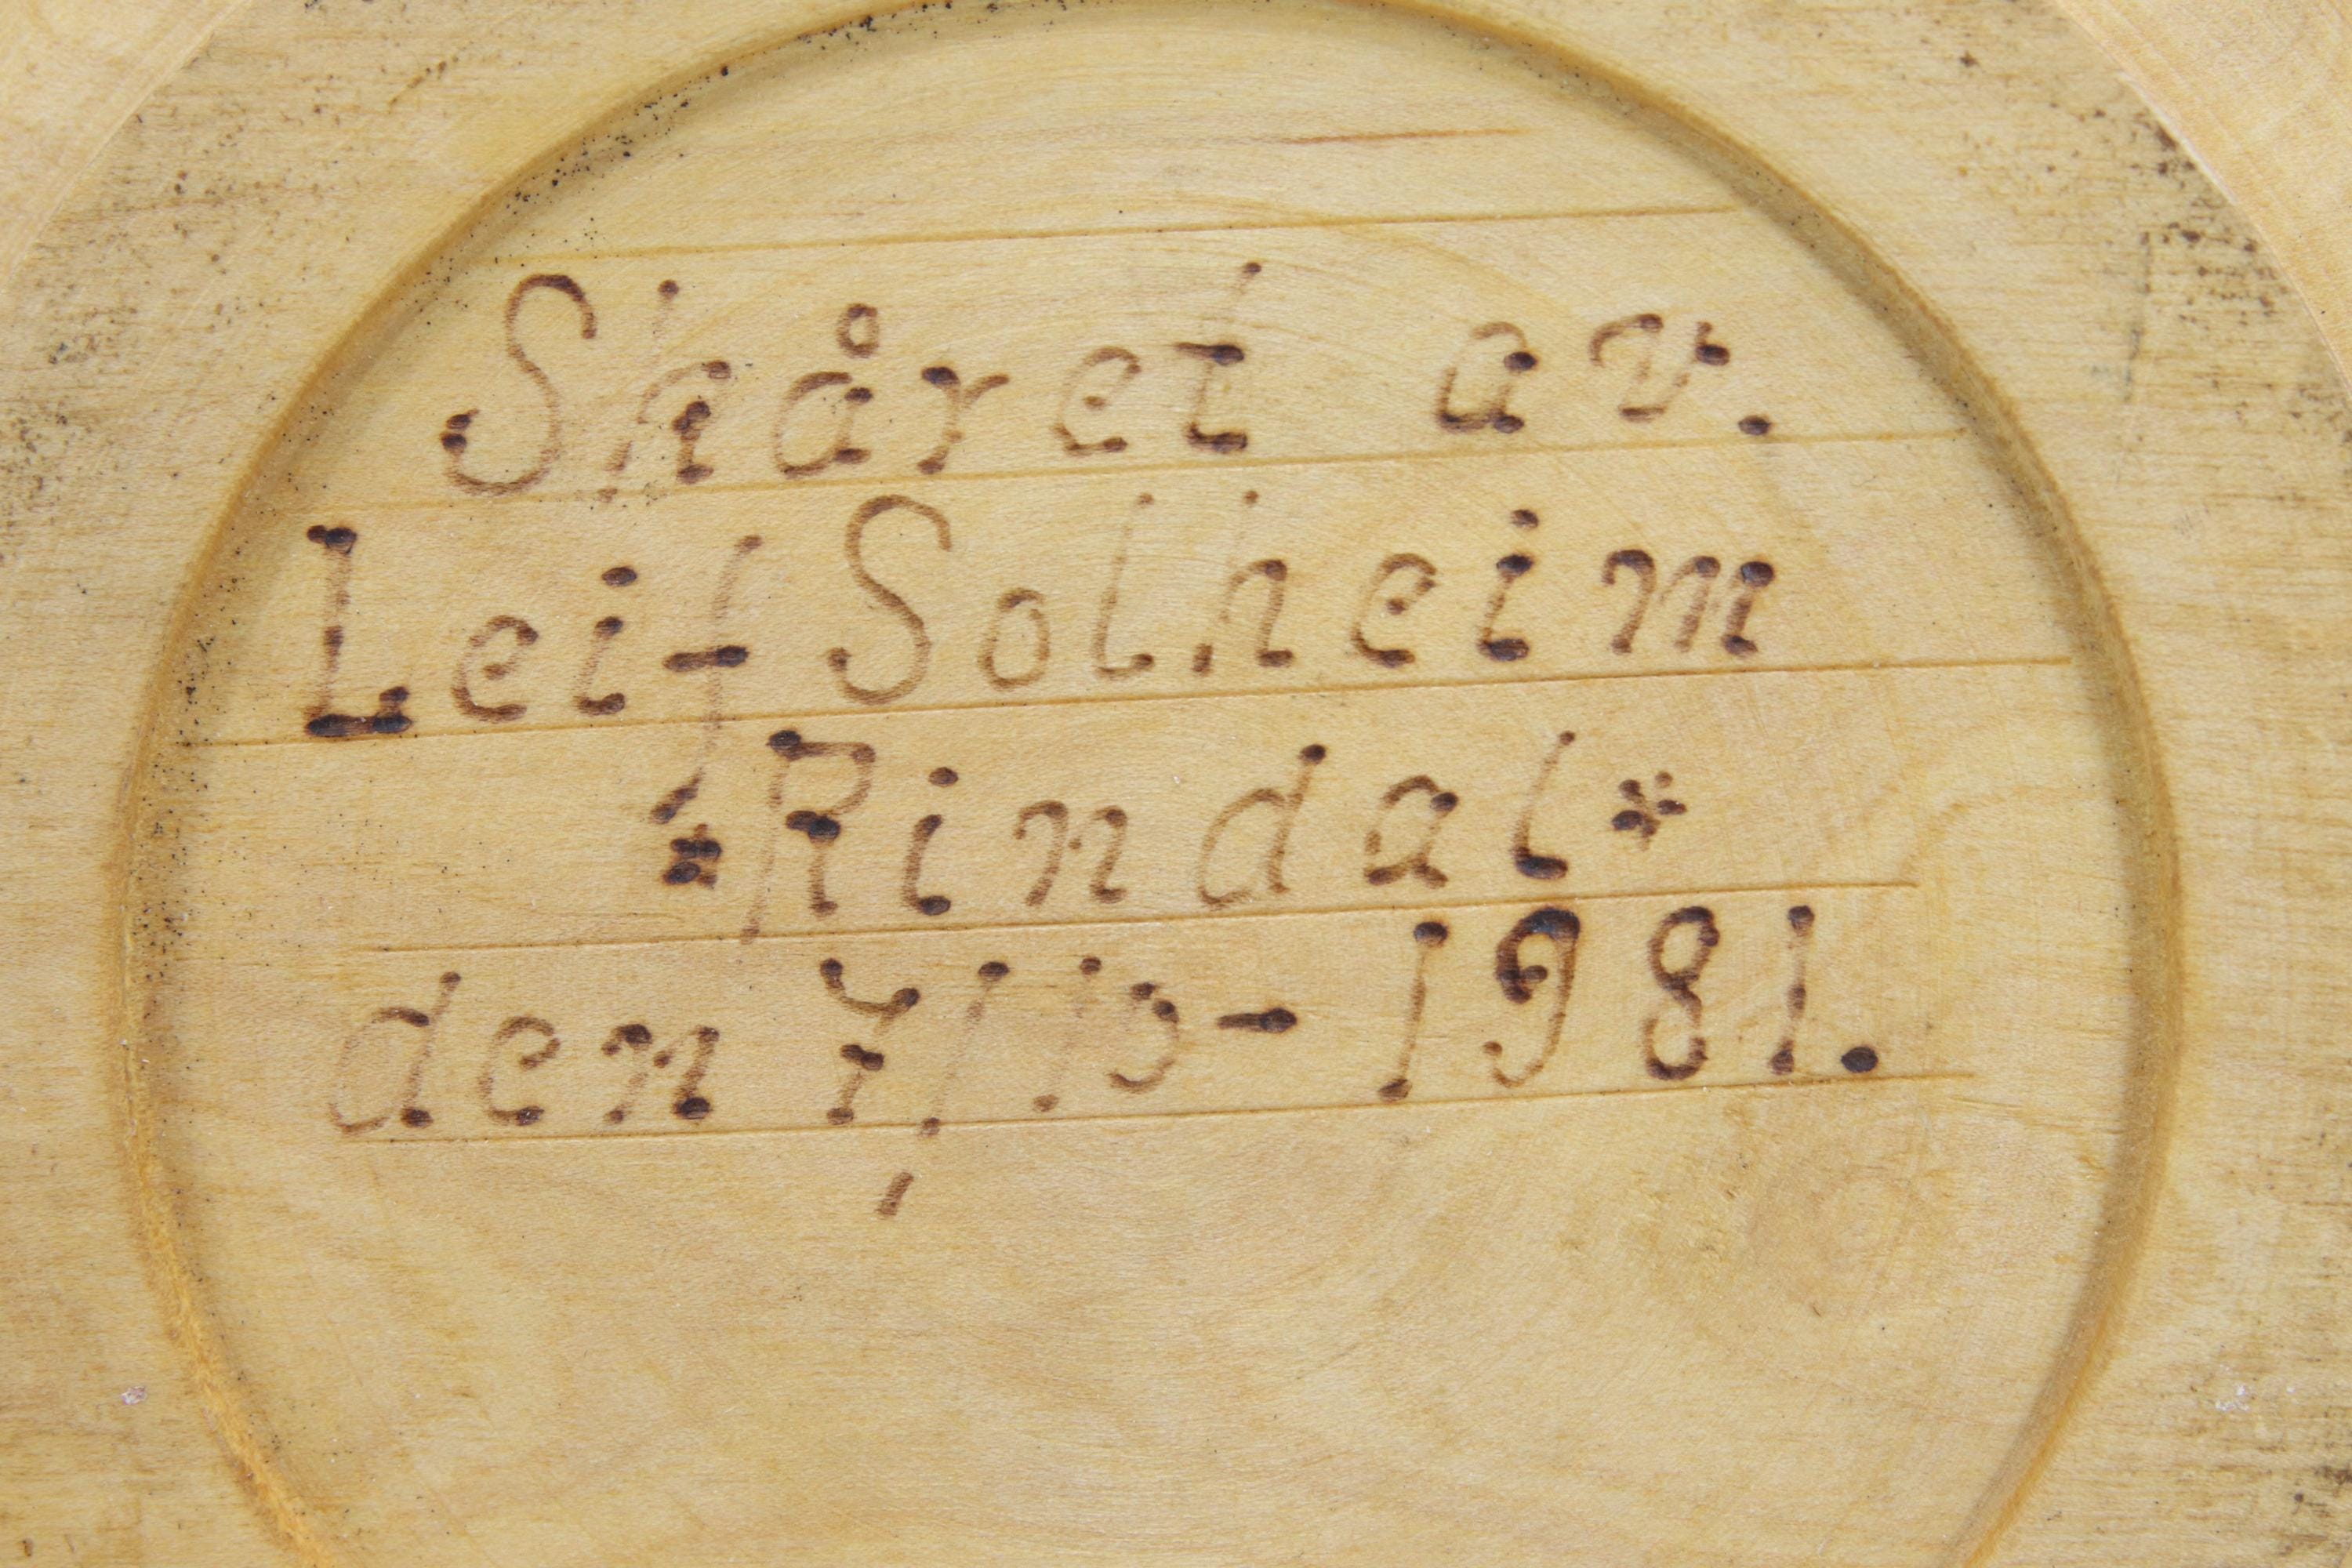 Skåret av.
Leif Solheim
*Rindal*
den 7/10-1981.